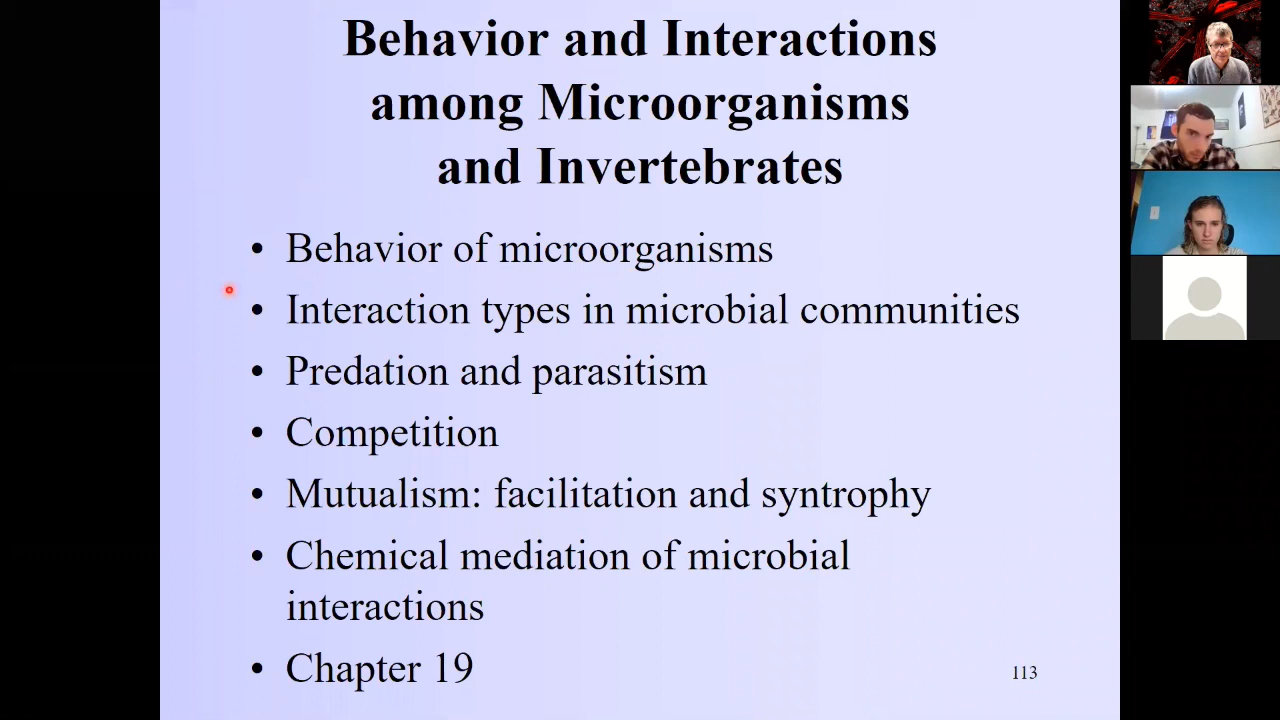 Behavior and Interactions
among Microorganisms
and Invertebrates
• Behavior of microorganisms
• Interaction types in microbial communities
• Predation and parasitism
• Competition
• Mutualism: facilitation and syntrophy
• Chemical mediation of microbial
interactions
• Chapter 19
113